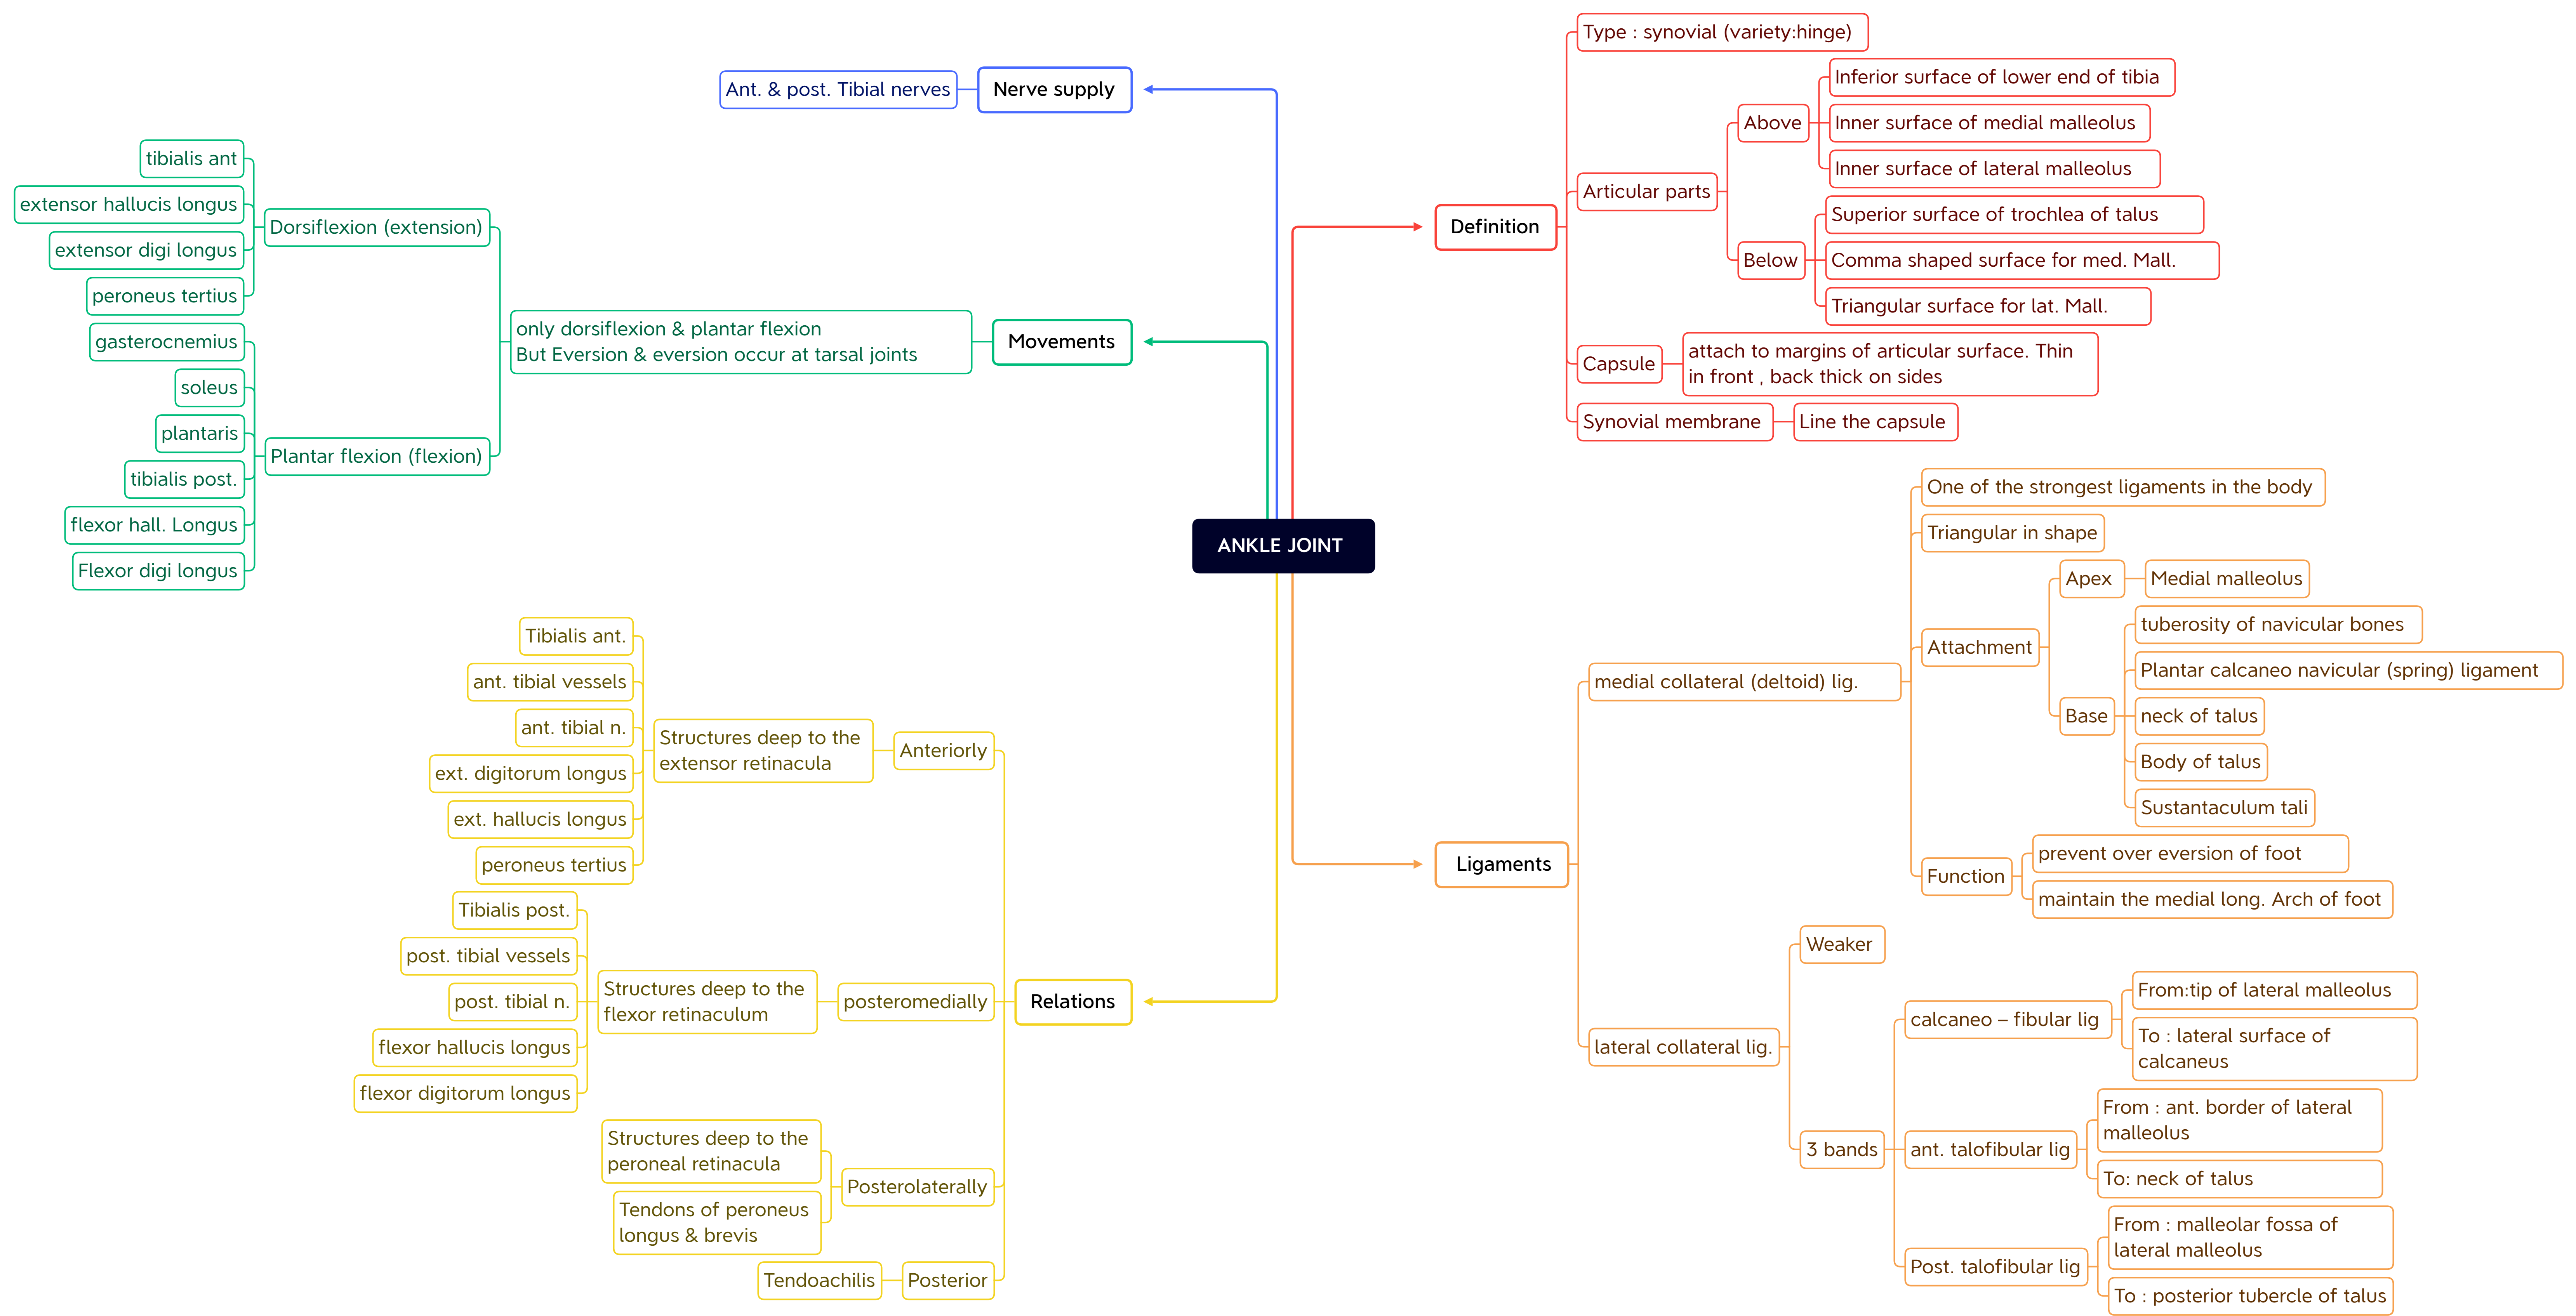 ANKLE JOINT
Definition
Type : synovial (variety:hinge)
Articular parts
Above
Inferior surface of lower end of tibia
Inner surface of medial malleolus
Inner surface of lateral malleolus
Below
Superior surface of trochlea of talus
Comma shaped surface for med. Mall.
Triangular surface for lat. Mall.
Capsule
attach to margins of articular surface. Thin
in front , back thick on sides
Synovial membrane
Line the capsule
Ligaments
medial collateral (deltoid) lig.
One of the strongest ligaments in the body
Triangular in shape
Attachment
Apex
Medial malleolus
Base
tuberosity of navicular bones
Plantar calcaneo navicular (spring) ligament
neck of talus
Body of talus
Sustantaculum tali
Function
prevent over eversion of foot
maintain the medial long. Arch of foot
lateral collateral lig.
Weaker
3 bands
calcaneo – fibular lig
From:tip of lateral malleolus
To : lateral surface of
calcaneus
ant. talofibular lig
From : ant. border of lateral
malleolus
To: neck of talus
Post. talofibular lig
From : malleolar fossa of
lateral malleolus
To : posterior tubercle of talus
Nerve supply
Ant. & post. Tibial nerves
Movements
only dorsiflexion & plantar flexion
But Eversion & eversion occur at tarsal joints
Dorsiflexion (extension)
tibialis ant
extensor hallucis longus
extensor digi longus
peroneus tertius
Plantar flexion (flexion)
gasterocnemius
soleus
plantaris
tibialis post.
flexor hall. Longus
Flexor digi longus
Relations
Anteriorly
Structures deep to the
extensor retinacula
Tibialis ant.
ant. tibial vessels
ant. tibial n.
ext. digitorum longus
ext. hallucis longus
peroneus tertius
posteromedially
Structures deep to the
flexor retinaculum
Tibialis post.
post. tibial vessels
post. tibial n.
flexor hallucis longus
flexor digitorum longus
Posterolaterally
Structures deep to the
peroneal retinacula
Tendons of peroneus
longus & brevis
Posterior
Tendoachilis